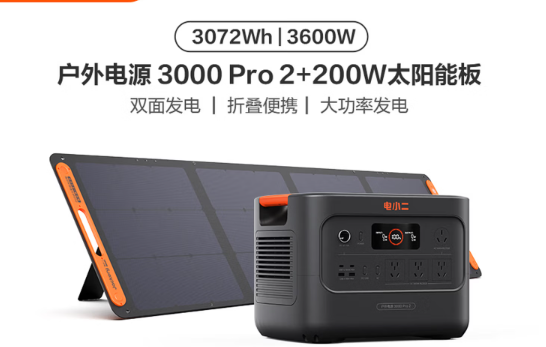 3072Wh | 3600W
户外电源 3000 Pro 2+200W太阳能板
双面发电 | 折叠便携 | 大功率发电
电小二
100%